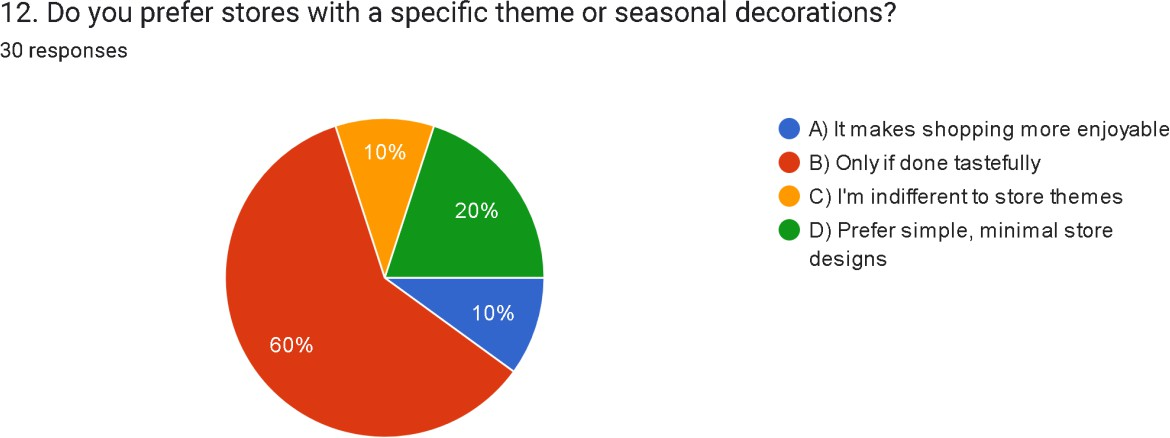 12. Do you prefer stores with a specific theme or seasonal decorations?
30 responses
10%
20%
10%
60%
A) It makes shopping more enjoyable
B) Only if done tastefully
C) I'm indifferent to store themes
D) Prefer simple, minimal store
designs